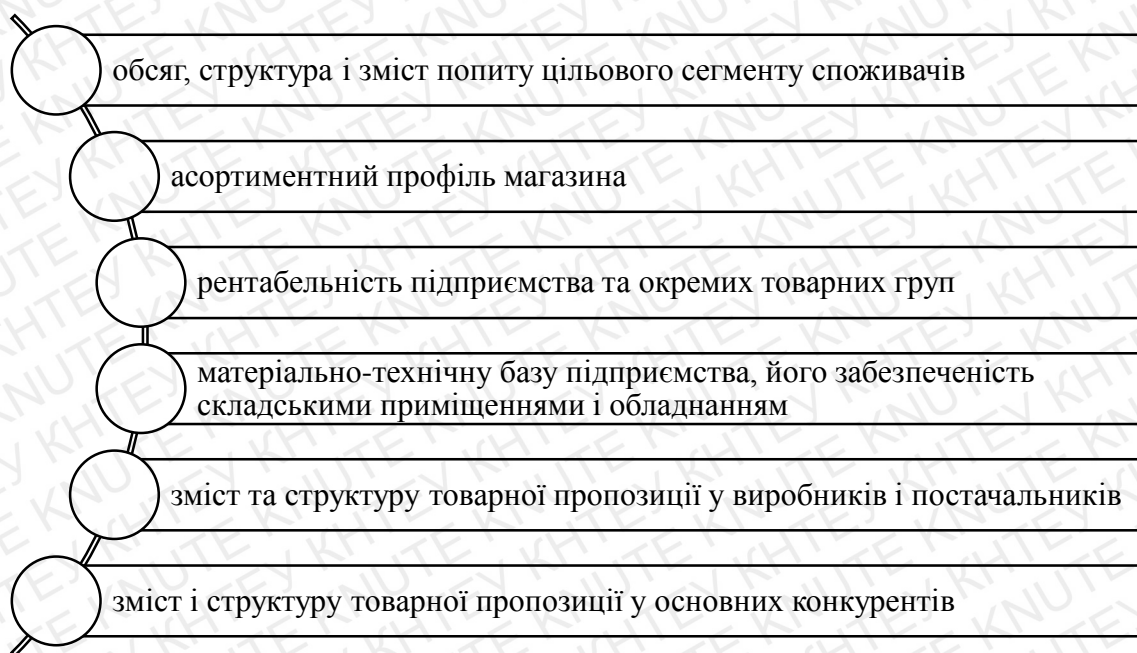 обсяг, структура і зміст попиту цільового сегменту споживачів
асортиментний профіль магазина
рентабельність підприємства та окремих товарних груп
матеріально-технічну базу підприємства, його забезпеченість
складськими приміщеннями і обладнанням
зміст та структуру товарної пропозиції у виробників і постачальників
зміст і структуру товарної пропозиції у основних конкурентів